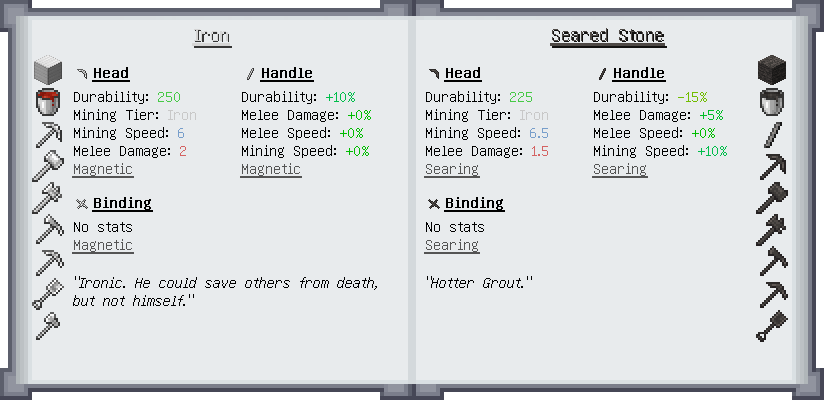 Iron
Head
Durability: 250
Mining Tier: Iron
Mining Speed: 6
Melee Damage: 2
Magnetic
Handle
Durability: +10%
Melee Damage: +0%
Melee Speed: +0%
Mining Speed: +0%
Magnetic
Binding
No stats
Magnetic
"Ironic. He could save others from death,
but not himself."
Seared Stone
Head
Durability: 225
Mining Tier: Iron
Mining Speed: 6.5
Melee Damage: 1.5
Searing
Handle
Durability: -15%
Melee Damage: +5%
Melee Speed: +0%
Mining Speed: +10%
Searing
Binding
No stats
Searing
"Hotter Grout."